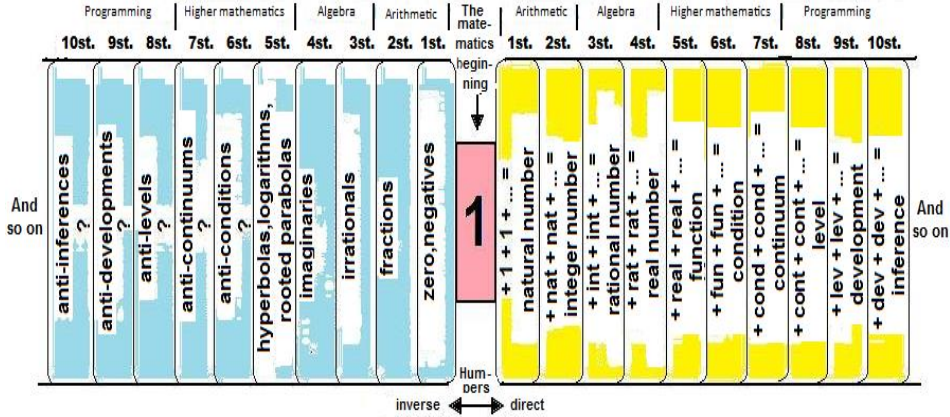 Programming
Higher mathematics
Algebra
Arithmetic
The
mate-
matics
begin-
ning
Arithmetic
Algebra
Higher mathematics
Programming
10st. 9st. 8st. 7st. 6st. 5st. 4st. 3st. 2st. 1st.
1st. 2st. 3st. 4st. 5st. 6st. 7st. 8st. 9st. 10st.
And
so on
anti-inferences
?
anti-developments
?
anti-levels
?
anti-continuums
?
anti-conditions
?
hyperbolas,logarithms,
rooted parabolas
imaginaries
irrationals
fractions
zero,negatives
1
+ 1 + 1 + ... =
natural number
+ nat + nat + ... =
integer number
+ int + int + ... =
rational number
+ rat + rat + ... =
real number
+ real + real + ... =
function
+ fun + fun + ... =
condition
+ cond + cond + ... =
continuum
+ cont + cont + ... =
level
+ lev + lev + ... =
development
+ dev + dev + ... =
inference
And
so on
Hum-
pers
inverse
direct